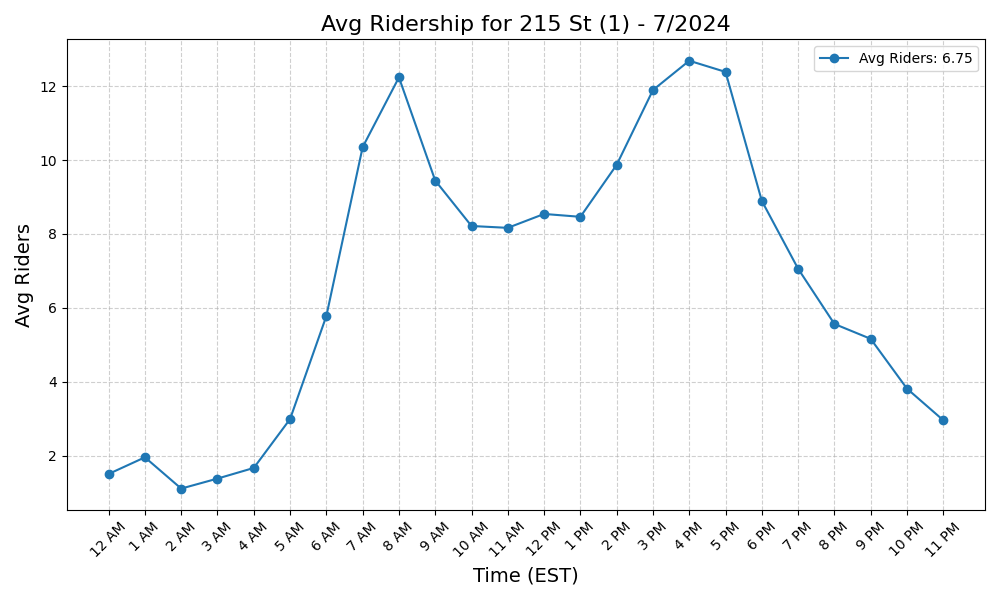 Avg Ridership for 215 St (1) - 7/2024
Avg Riders: 6.75
Avg Riders
12
10
8
6
4
2
12 AM
1 AM
2 AM
3 AM
4 AM
5 AM
6 AM
7 AM
8 AM
9 AM
10 AM
11 AM
12 PM
1 PM
2 PM
3 PM
4 PM
5 PM
6 PM
7 PM
8 PM
9 PM
10 PM
11 PM
Time (EST)